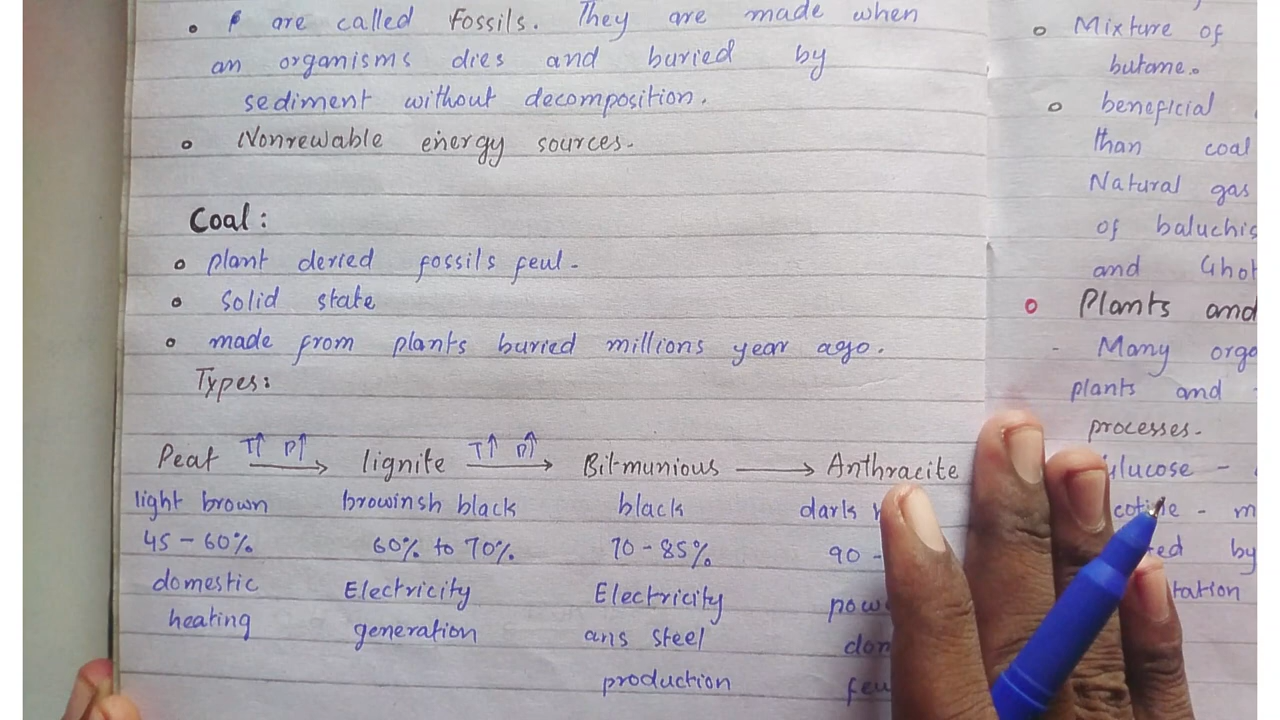 are called Fossils. They are made when
an organisms dies and buried by
sediment without decomposition.
Nonrewable energy sources.
Coal:
plant deried fossils feul.
solid state
made from plants buried millions year ago.
Types:
Peat T↑ P↑ → lignite T↑ P↑ → Bitmunious → Anthracite
light brown browinsh black black dark
45-60% 60% to 70% 70-85% 90-
domestic Electricity Electricity
heating generation ans steel
production
Mixture of
butane.
beneficial
than coal
Natural gas
of
and
Plants and
Many
plants and
processes.
Glucose -
by